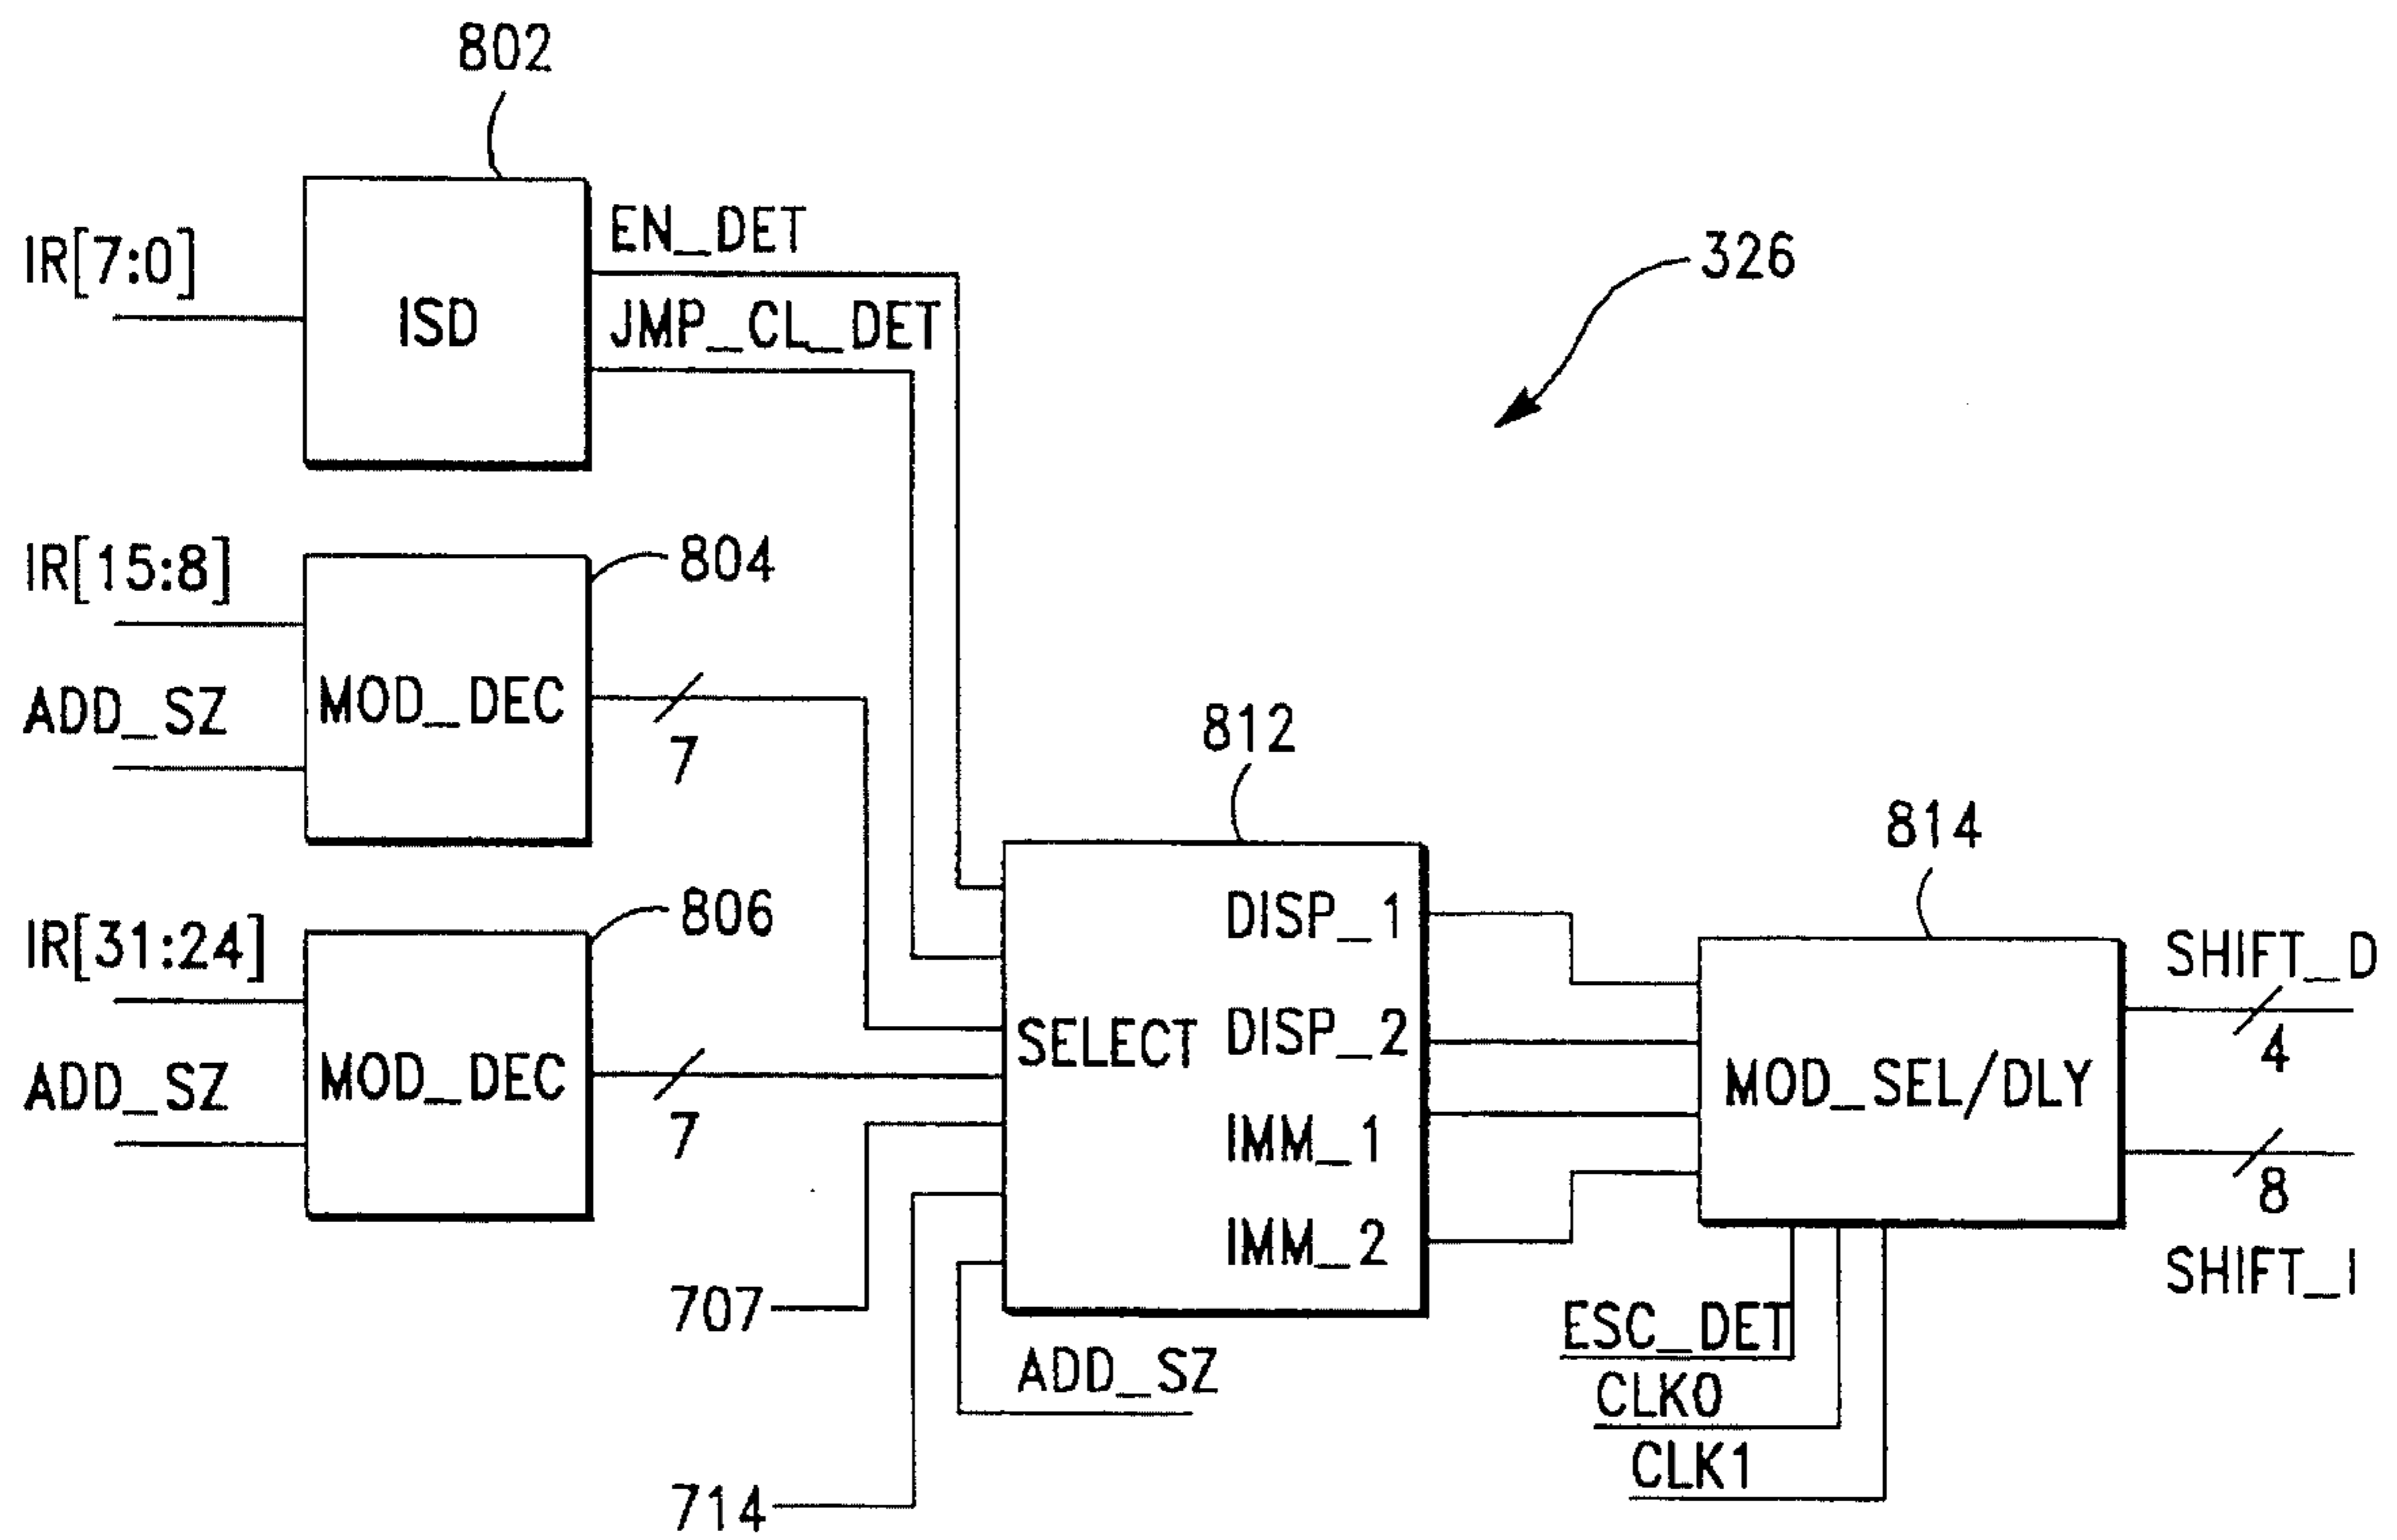 802
IR[7:0]
ISD
EN_DET
JMP_CL_DET
326
IR[15:8]
ADD_SZ
MOD_DEC
804
7
IR[31:24]
ADD_SZ
MOD_DEC
806
7
812
SELECT
DISP_1
DISP_2
IMM_1
IMM_2
707
714
ADD_SZ
814
MOD_SEL/DLY
SHIFT_D
4
8
SHIFT_I
ESC_DET
CLK0
CLK1